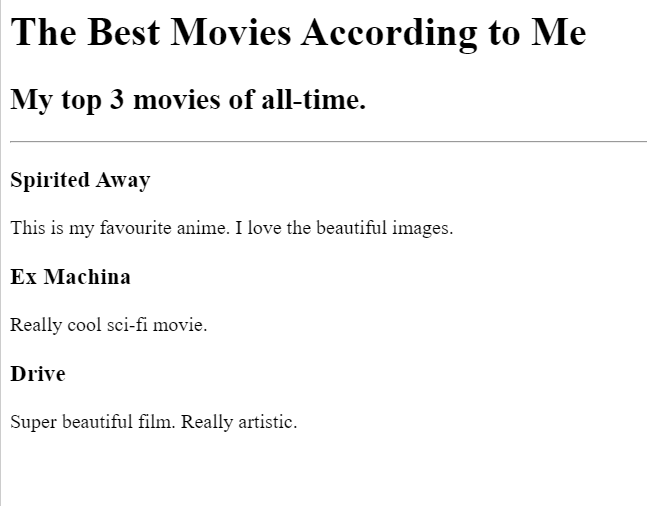 The Best Movies According to Me
My top 3 movies of all-time.
Spirited Away
This is my favourite anime. I love the beautiful images.
Ex Machina
Really cool sci-fi movie.
Drive
Super beautiful film. Really artistic.